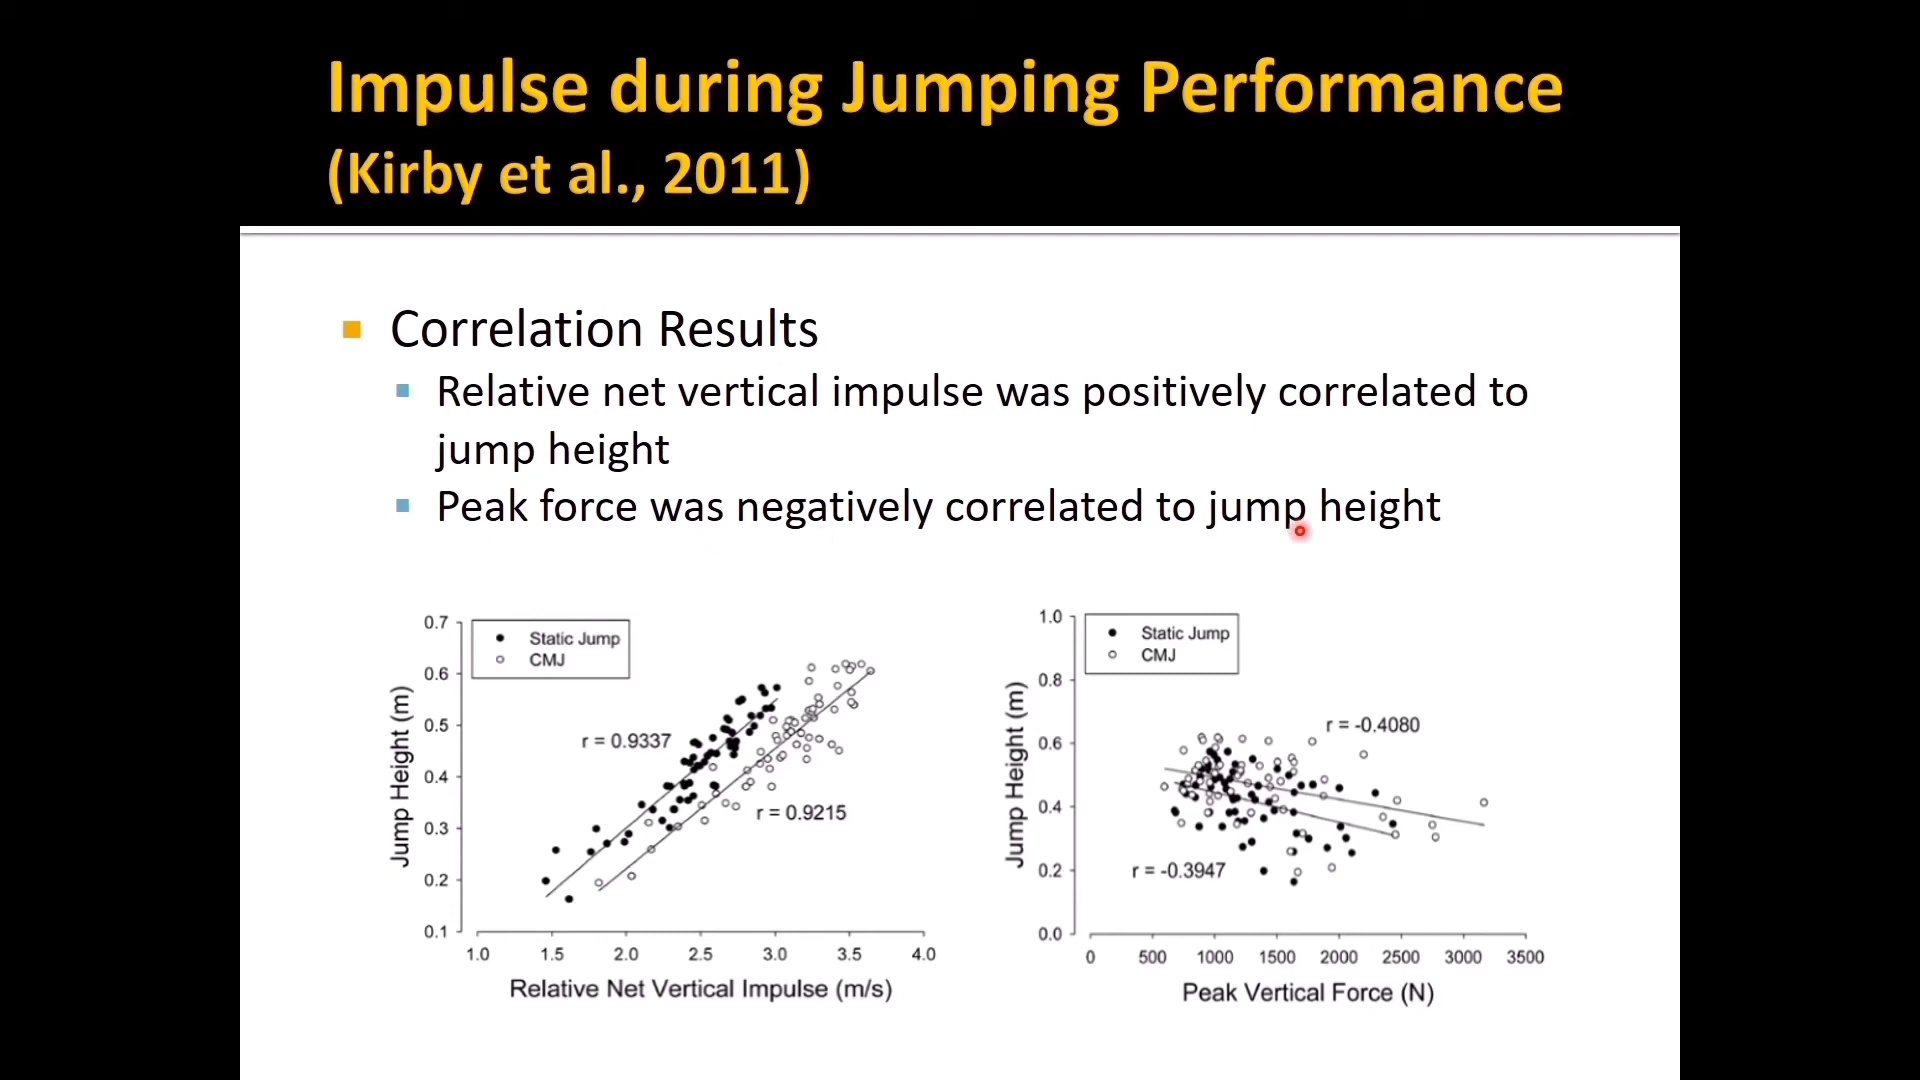 Impulse during Jumping Performance
(Kirby et al., 2011)
Correlation Results
Relative net vertical impulse was positively correlated to
jump height
Peak force was negatively correlated to jump height
0.7
0.6
0.5
0.4
0.3
0.2
0.1
Jump Height (m)
Static Jump
CMJ
r = 0.9337
r = 0.9215
1.0 1.5 2.0 2.5 3.0 3.5 4.0
Relative Net Vertical Impulse (m/s)
1.0
0.8
0.6
0.4
0.2
0.0
Jump Height (m)
Static Jump
CMJ
r = -0.4080
r = -0.3947
0 500 1000 1500 2000 2500 3000 3500
Peak Vertical Force (N)